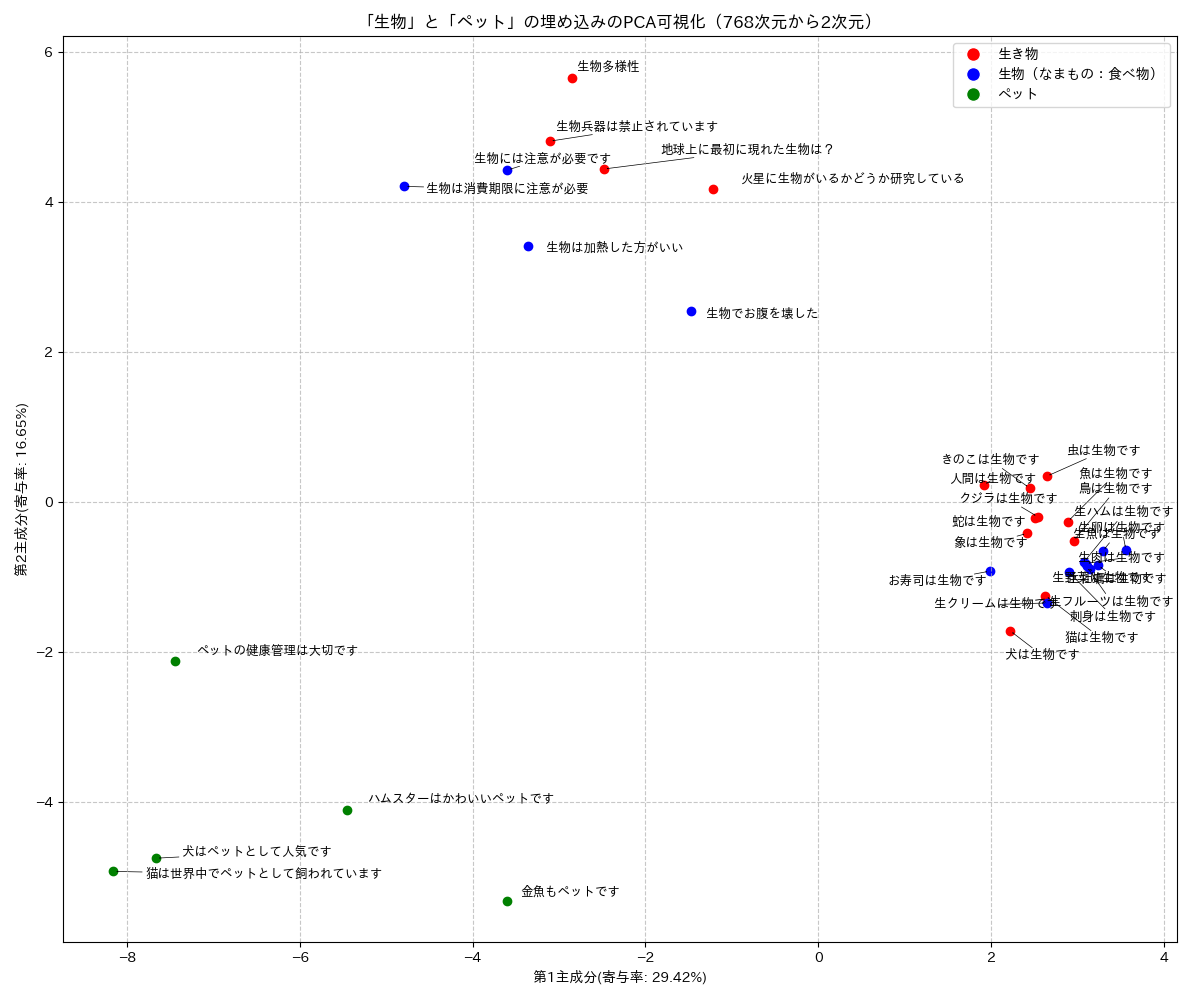 「生物」と「ペット」の埋め込みのPCA可視化（768次元から2次元）
生き物
生物（なまもの：食べ物）
ペット
生物多様性
生物兵器は禁止されています
地球上に最初に現れた生物は？
生物には注意が必要です
火星に生物がいるかどうか研究している
生物は消費期限に注意が必要
生物は加熱した方がいい
生物でお腹を壊した
虫は生物です
きのこは生物です
魚は生物です
人間は生物です
鳥は生物です
クジラは生物です
生ハムは生物です
蛇は生物です
生卵は生物です
生魚は生物です
象は生物です
生肉は生物です
お寿司は生物です
生クリームは生物です
生フルーツは生物です
刺身は生物です
猫は生物です
犬は生物です
ペットの健康管理は大切です
ハムスターはかわいいペットです
犬はペットとして人気です
猫は世界中でペットとして飼われています
金魚もペットです
6
4
2
0
−2
−4
第2主成分(寄与率: 16.65%)
−8
−6
−4
−2
0
2
4
第1主成分(寄与率: 29.42%)